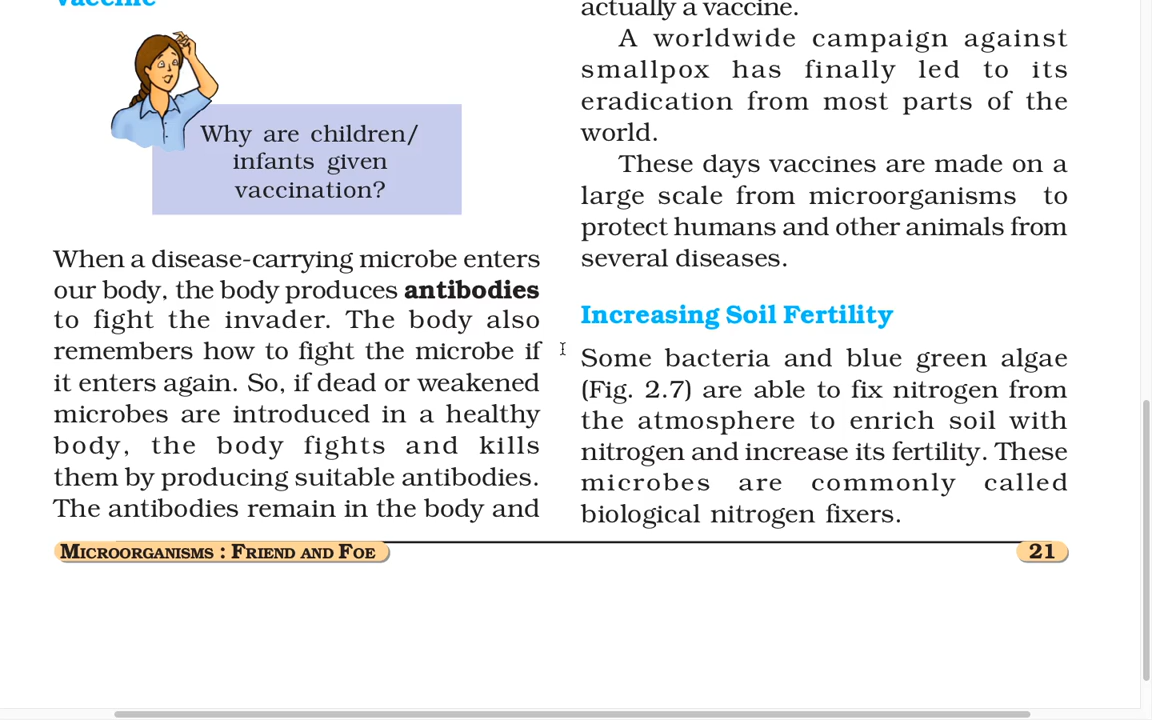 Vaccine
Why are children/
infants given
vaccination?
When a disease-carrying microbe enters
our body, the body produces antibodies
to fight the invader. The body also
remembers how to fight the microbe if
it enters again. So, if dead or weakened
microbes are introduced in a healthy
body, the body fights and kills
them by producing suitable antibodies.
The antibodies remain in the body and
actually a vaccine.
A worldwide campaign against
smallpox has finally led to its
eradication from most parts of the
world.
These days vaccines are made on a
large scale from microorganisms to
protect humans and other animals from
several diseases.
Increasing Soil Fertility
Some bacteria and blue green algae
(Fig. 2.7) are able to fix nitrogen from
the atmosphere to enrich soil with
nitrogen and increase its fertility. These
microbes are commonly called
biological nitrogen fixers.
MICROORGANISMS : FRIEND AND FOE
21